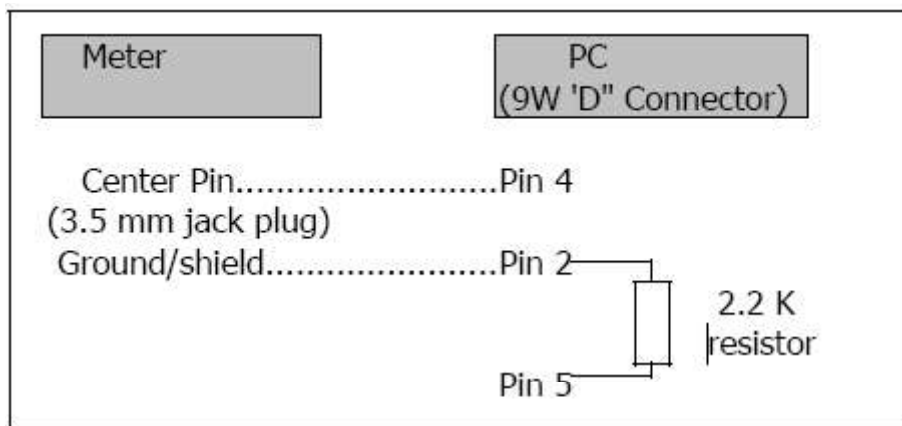 Meter
PC
(9W 'D" Connector)
Center Pin..........................Pin 4
(3.5 mm jack plug)
Ground/shield.......................Pin 2
2.2 K
resistor
Pin 5